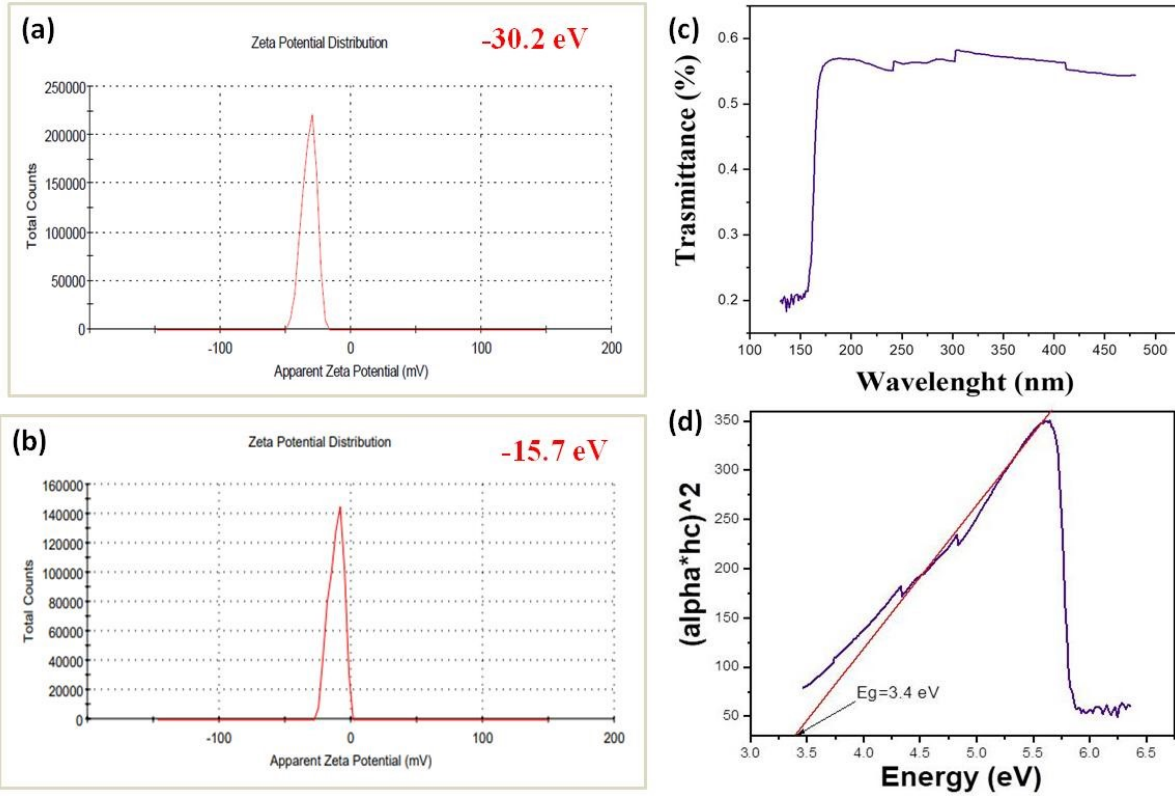 (a)
Zeta Potential Distribution
-30.2 eV
250000
200000
150000
100000
50000
0
Total Counts
-100 0 100 200
Apparent Zeta Potential (mV)
(b)
Zeta Potential Distribution
-15.7 eV
160000
140000
120000
100000
80000
60000
40000
20000
0
Total Counts
-100 0 100 200
Apparent Zeta Potential (mV)
(c)
0.6
0.5
0.4
0.3
0.2
Trasmittance (%)
100 150 200 250 300 350 400 450 500
Wavelenght (nm)
(d)
350
300
250
200
150
100
50
(alpha*hc)^2
Eg=3.4 eV
3.0 3.5 4.0 4.5 5.0 5.5 6.0 6.5
Energy (eV)